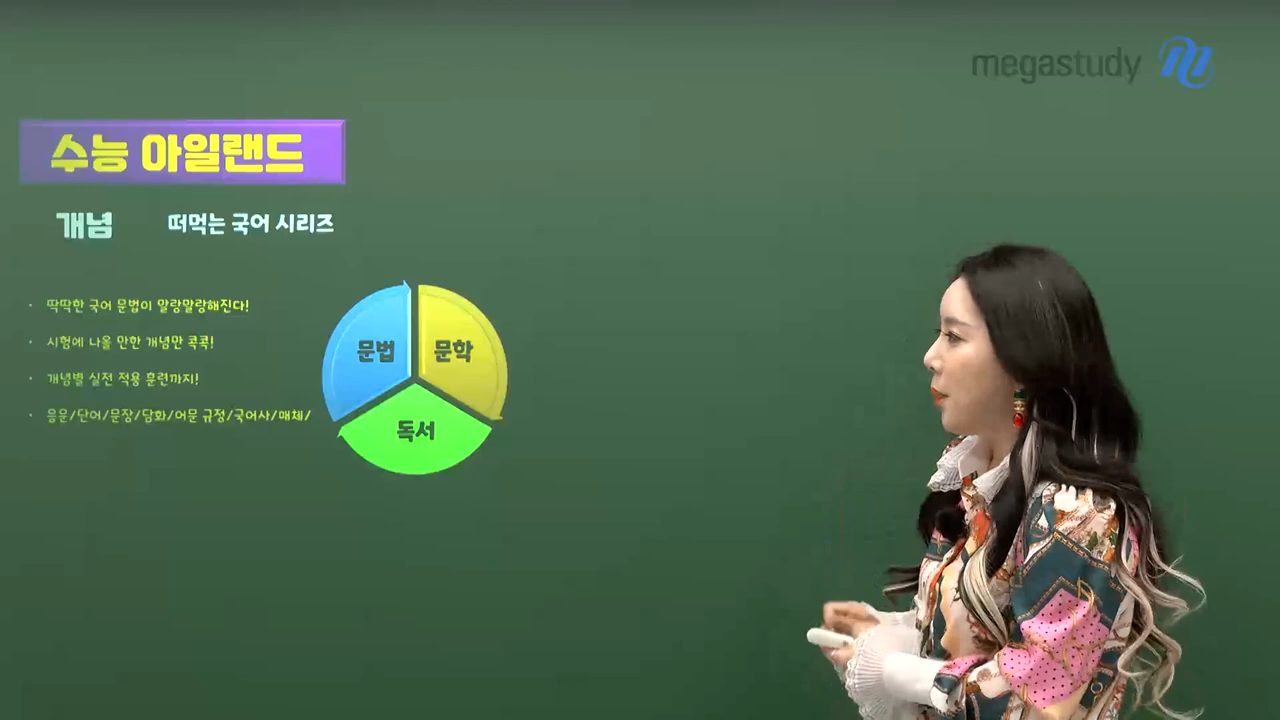 megastudy
수능 아일랜드
개념 떠먹는 국어 시리즈
딱딱한 국어 문법이 말랑말랑해진다!
시험에 나올 만한 개념만 콕콕!
개념별 실전 적용 훈련까지!
음운/단어/문장/담화/어문 규정/국어사/매체/
문법
문학
독서